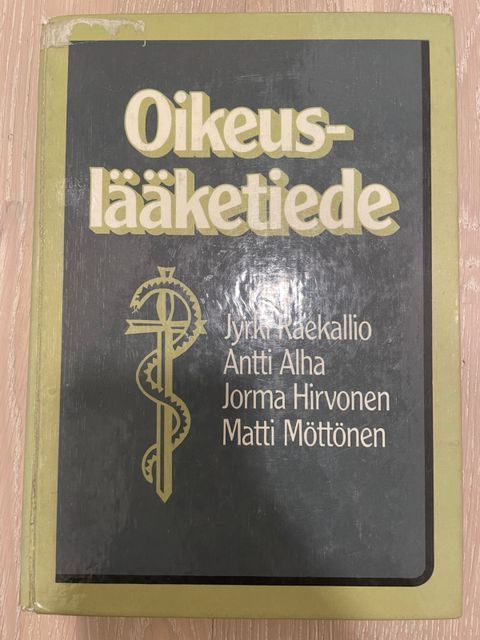 Oikeus-
lääketiede
Jyrki Raekallio
Antti Alha
Jorma Hirvonen
Matti Möttönen